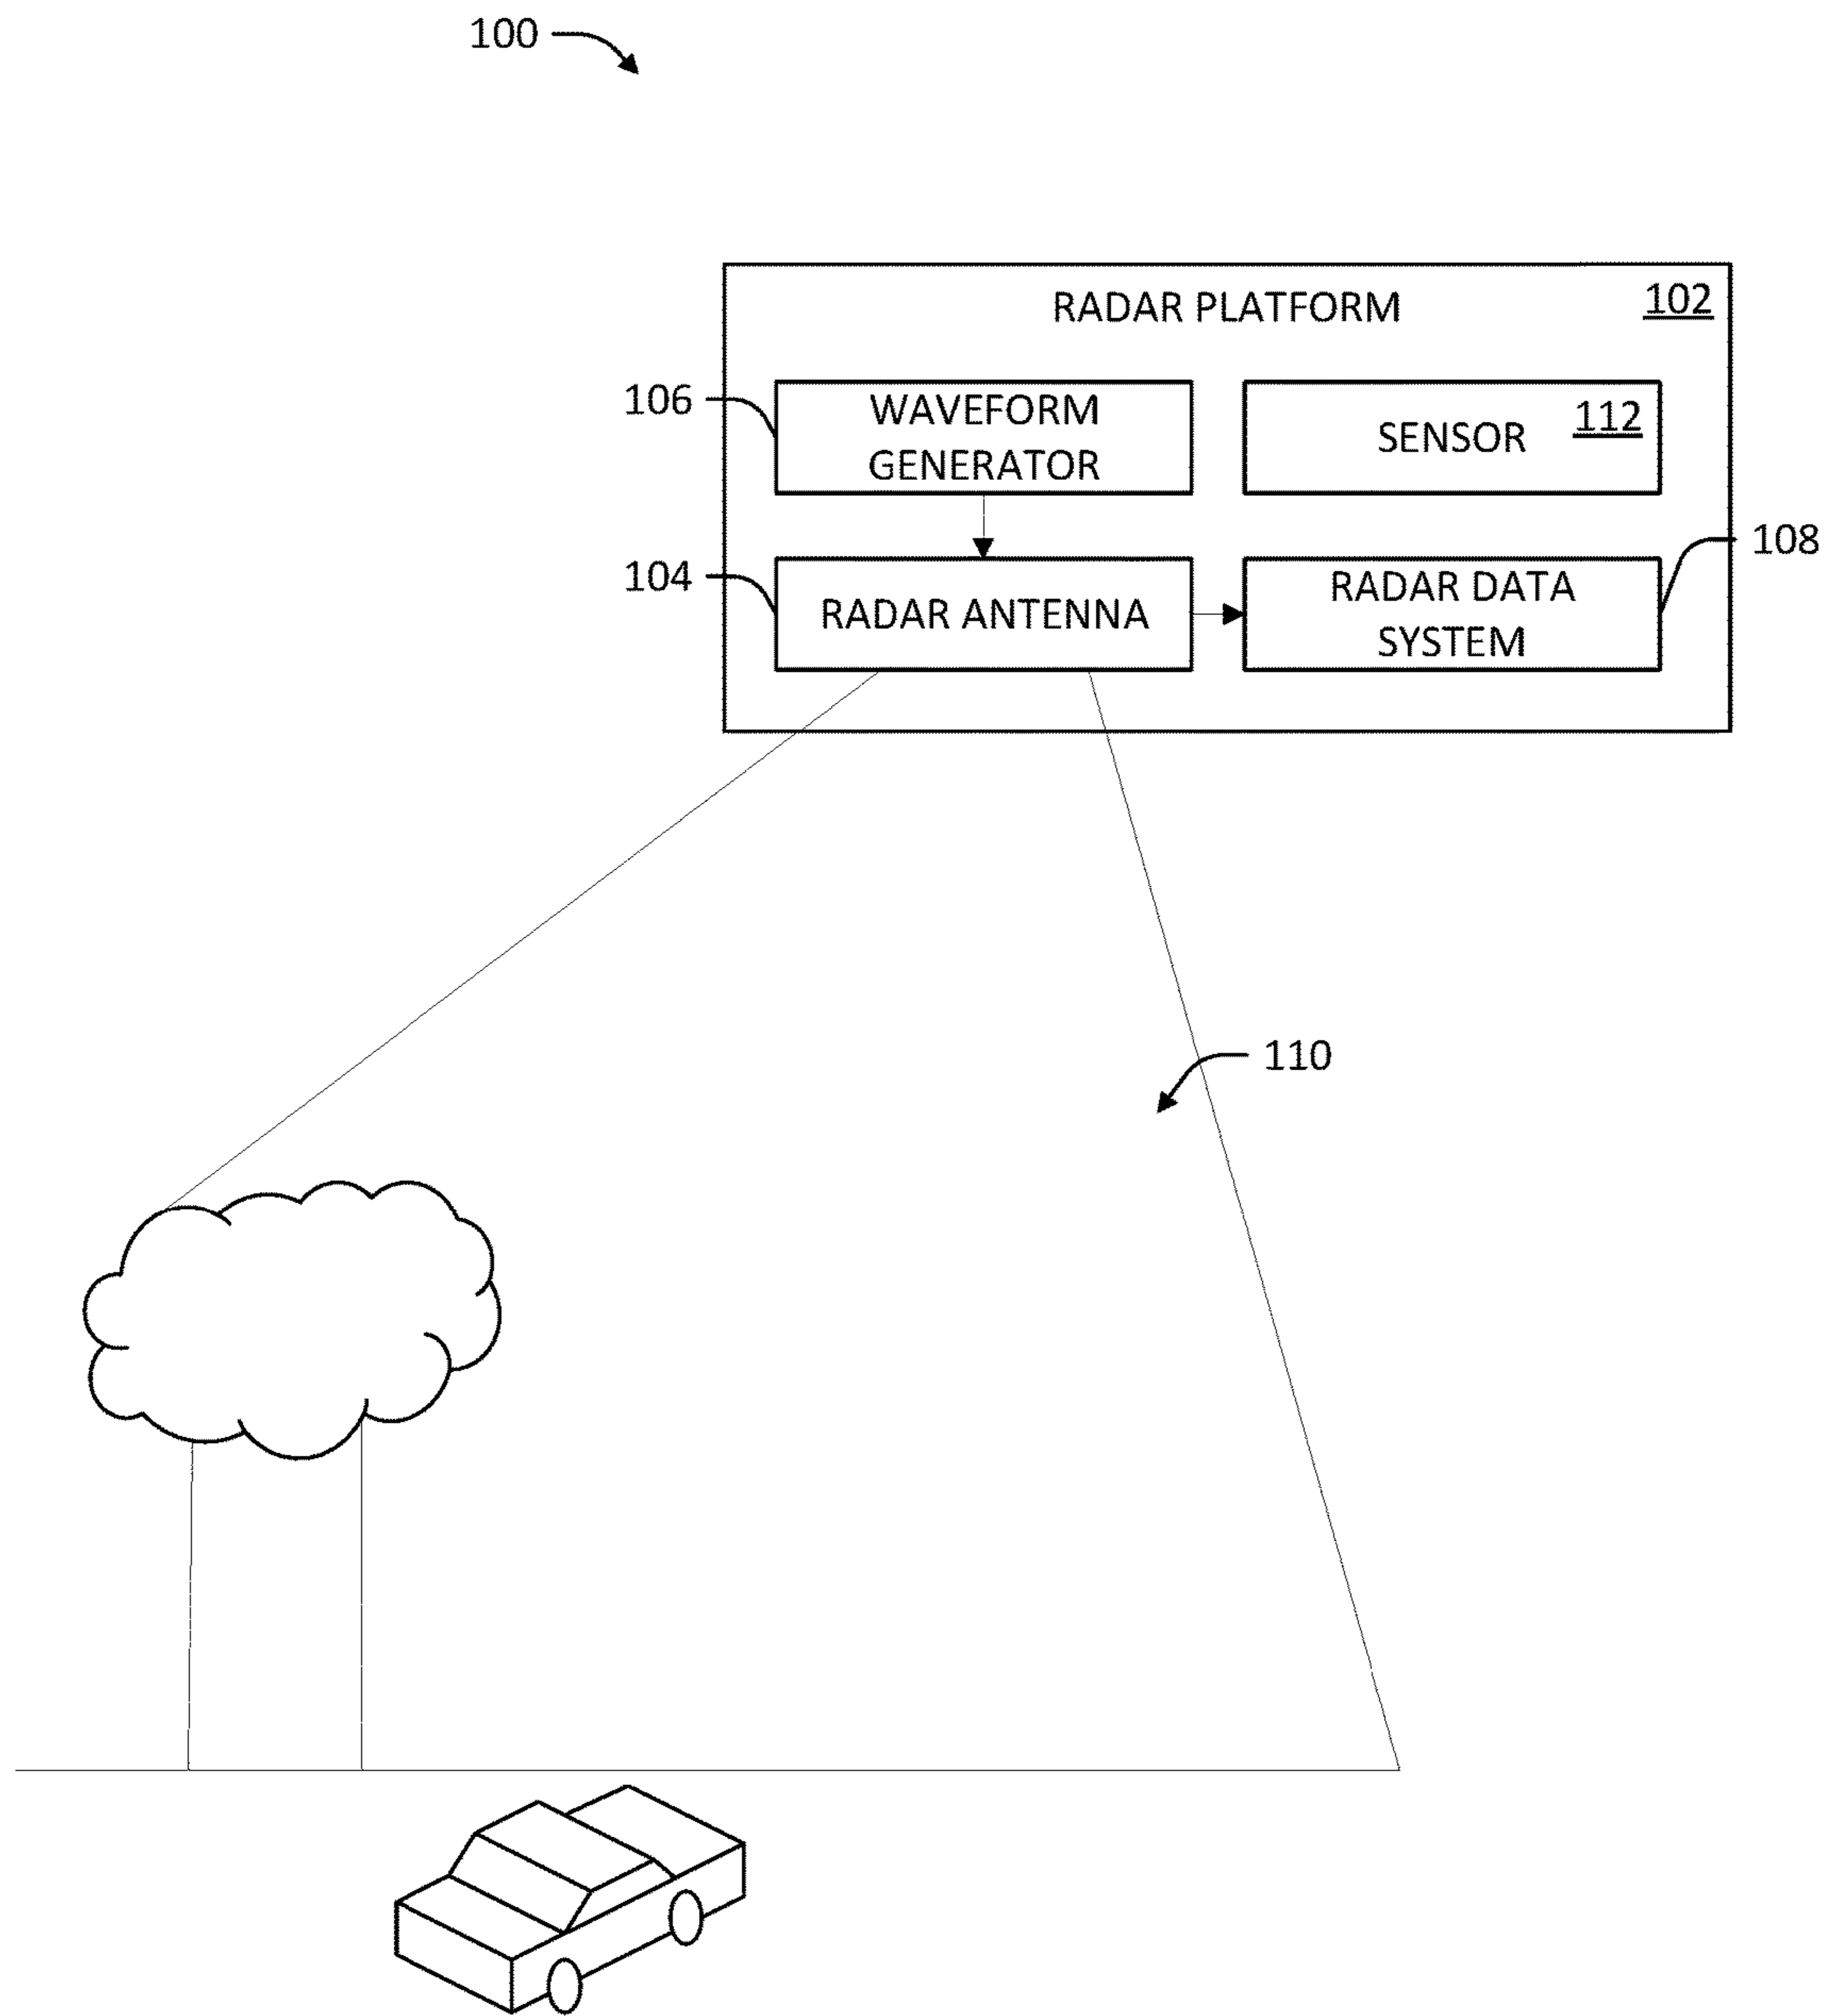 100
RADAR PLATFORM 102
106
WAVEFORM
GENERATOR
SENSOR 112
104
RADAR ANTENNA
RADAR DATA
SYSTEM
108
110